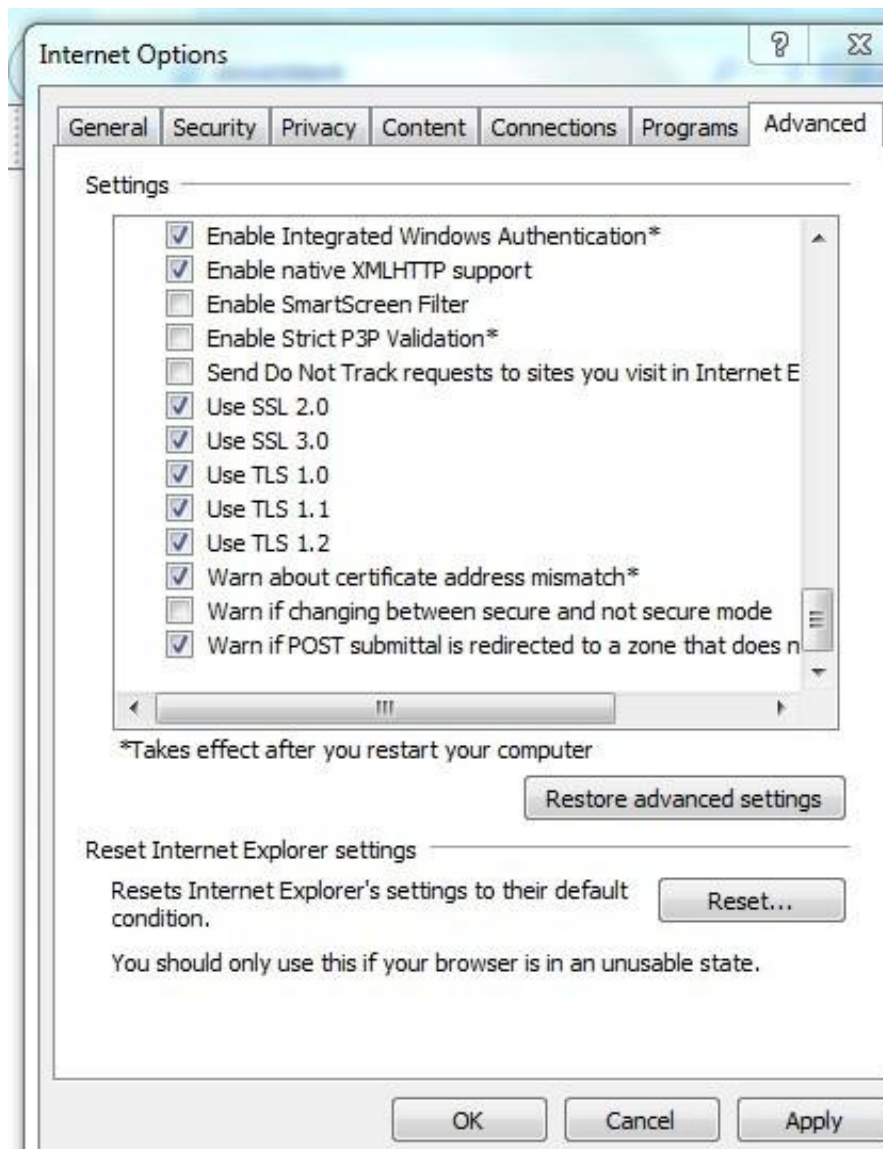 Internet Options
General Security Privacy Content Connections Programs Advanced
Settings
Enable Integrated Windows Authentication*
Enable native XMLHTTP support
Enable SmartScreen Filter
Enable Strict P3P Validation*
Send Do Not Track requests to sites you visit in Internet E
Use SSL 2.0
Use SSL 3.0
Use TLS 1.0
Use TLS 1.1
Use TLS 1.2
Warn about certificate address mismatch*
Warn if changing between secure and not secure mode
Warn if POST submittal is redirected to a zone that does n
*Takes effect after you restart your computer
Restore advanced settings
Reset Internet Explorer settings
Resets Internet Explorer's settings to their default
condition.
Reset...
You should only use this if your browser is in an unusable state.
OK Cancel Apply